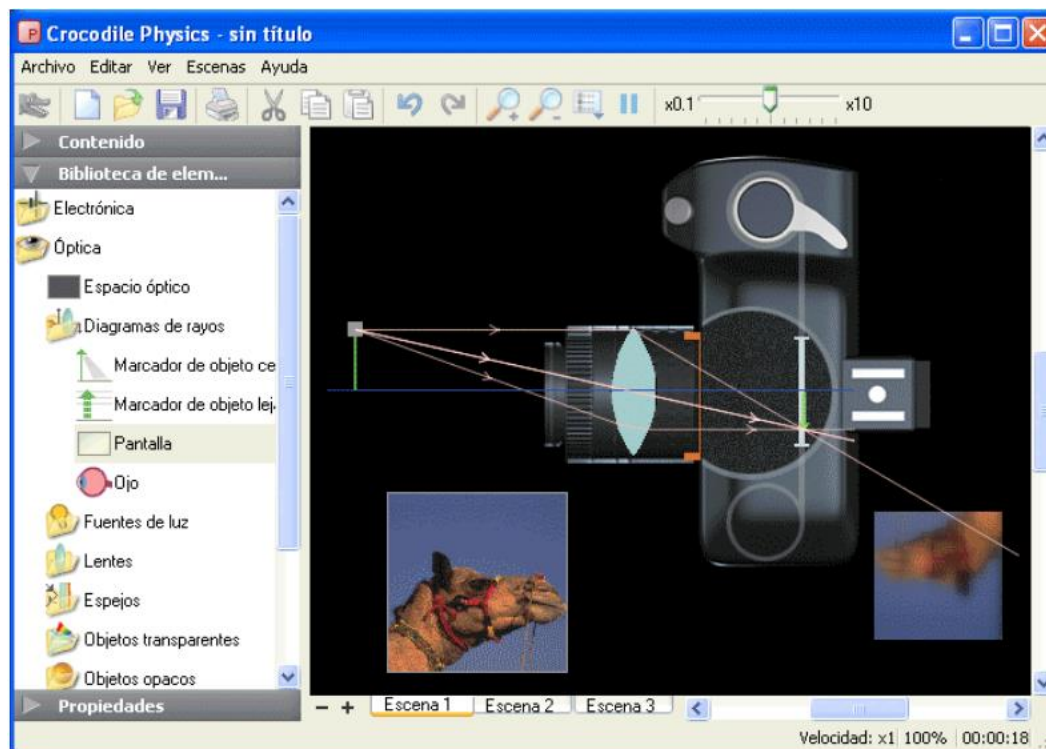 P Crocodile Physics - sin título
Archivo Editar Ver Escenas Ayuda
x0.1 x10
Contenido
Biblioteca de elem...
Electrónica
Óptica
Espacio óptico
Diagramas de rayos
Marcador de objeto ce
Marcador de objeto lej
Pantalla
Ojo
Fuentes de luz
Lentes
Espejos
Objetos transparentes
Objetos opacos
Propiedades
− + Escena 1 Escena 2 Escena 3
Velocidad: x1 100% 00:00:18